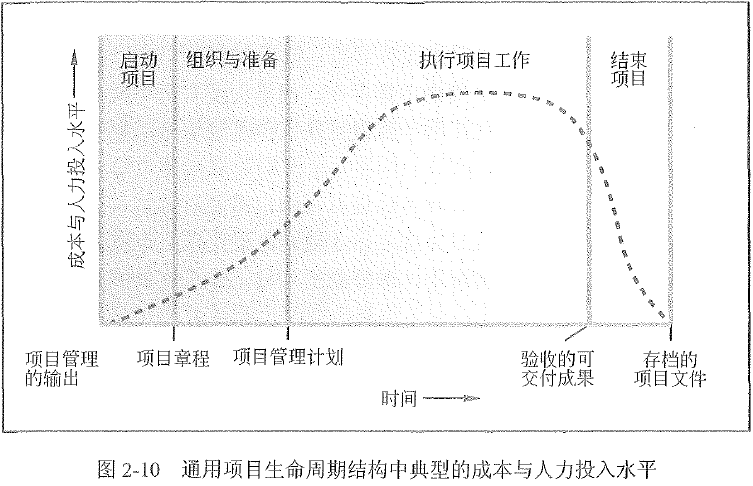 启动
项目
组织与准备
执行项目工作
结束
项目
成本与人力投入水平
项目管理
的输出
项目章程
项目管理计划
验收的可
交付成果
存档的
项目文件
时间
图 2-10 通用项目生命周期结构中典型的成本与人力投入水平